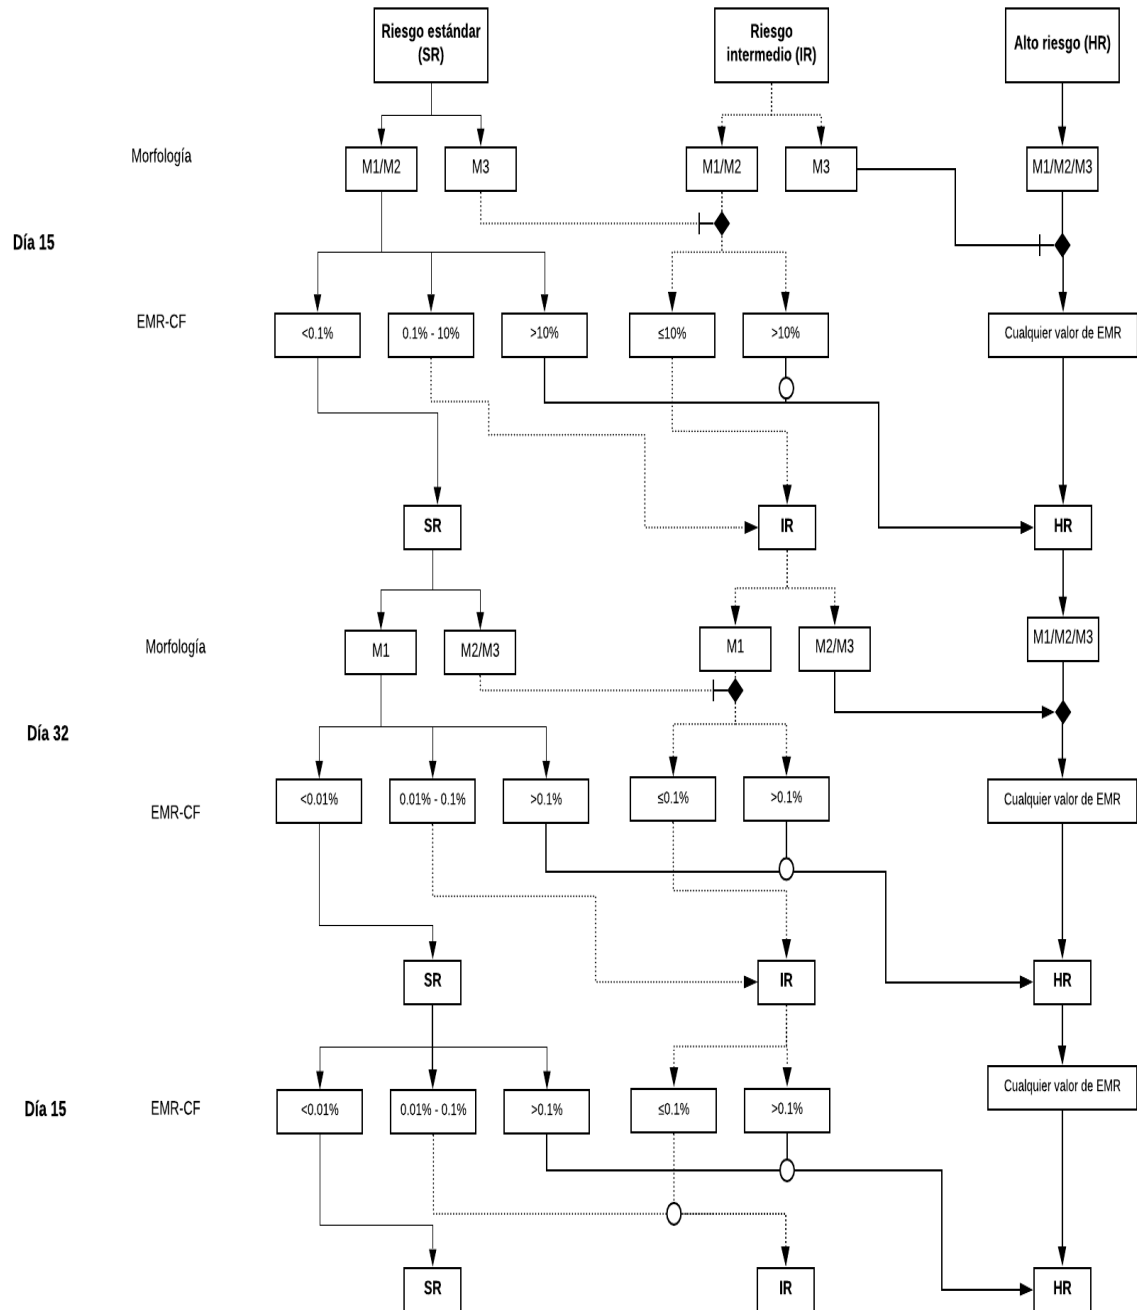 Riesgo estándar
(SR)
Riesgo
intermedio (IR)
Alto riesgo (HR)
Morfología
M1/M2
M3
M1/M2
M3
M1/M2/M3
Día 15
EMR-CF
<0.1%
0.1% - 10%
>10%
≤10%
>10%
Cualquier valor de EMR
SR
IR
HR
Morfología
M1
M2/M3
M1
M2/M3
M1/M2/M3
Día 32
EMR-CF
<0.01%
0.01% - 0.1%
>0.1%
≤0.1%
>0.1%
Cualquier valor de EMR
SR
IR
HR
Día 15
EMR-CF
<0.01%
0.01% - 0.1%
>0.1%
≤0.1%
>0.1%
Cualquier valor de EMR
SR
IR
HR